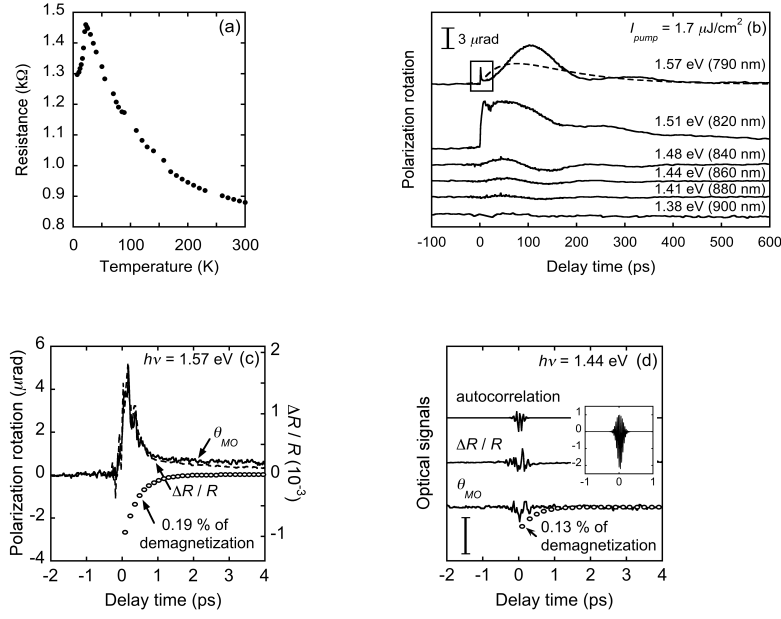 (a)
1.5
1.4
1.3
1.2
1.1
1.0
0.9
0.8
Resistance (kΩ)
0
100
200
300
Temperature (K)
I pump = 1.7 μJ/cm² (b)
3 μrad
1.57 eV (790 nm)
1.51 eV (820 nm)
1.48 eV (840 nm)
1.44 eV (860 nm)
1.41 eV (880 nm)
1.38 eV (900 nm)
Polarization rotation
-100
0
100
200
300
400
500
600
Delay time (ps)
hν = 1.57 eV (c)
6
4
2
0
-2
-4
Polarization rotation (μrad)
2
1
0
-1
ΔR / R (10⁻³)
θMO
ΔR / R
0.19 % of
demagnetization
-2
-1
0
1
2
3
4
Delay time (ps)
hν = 1.44 eV (d)
autocorrelation
ΔR / R
θMO
Optical signals
1
0
-1
-2
-1
0
1
0.13 % of
demagnetization
-2
-1
0
1
2
3
4
Delay time (ps)